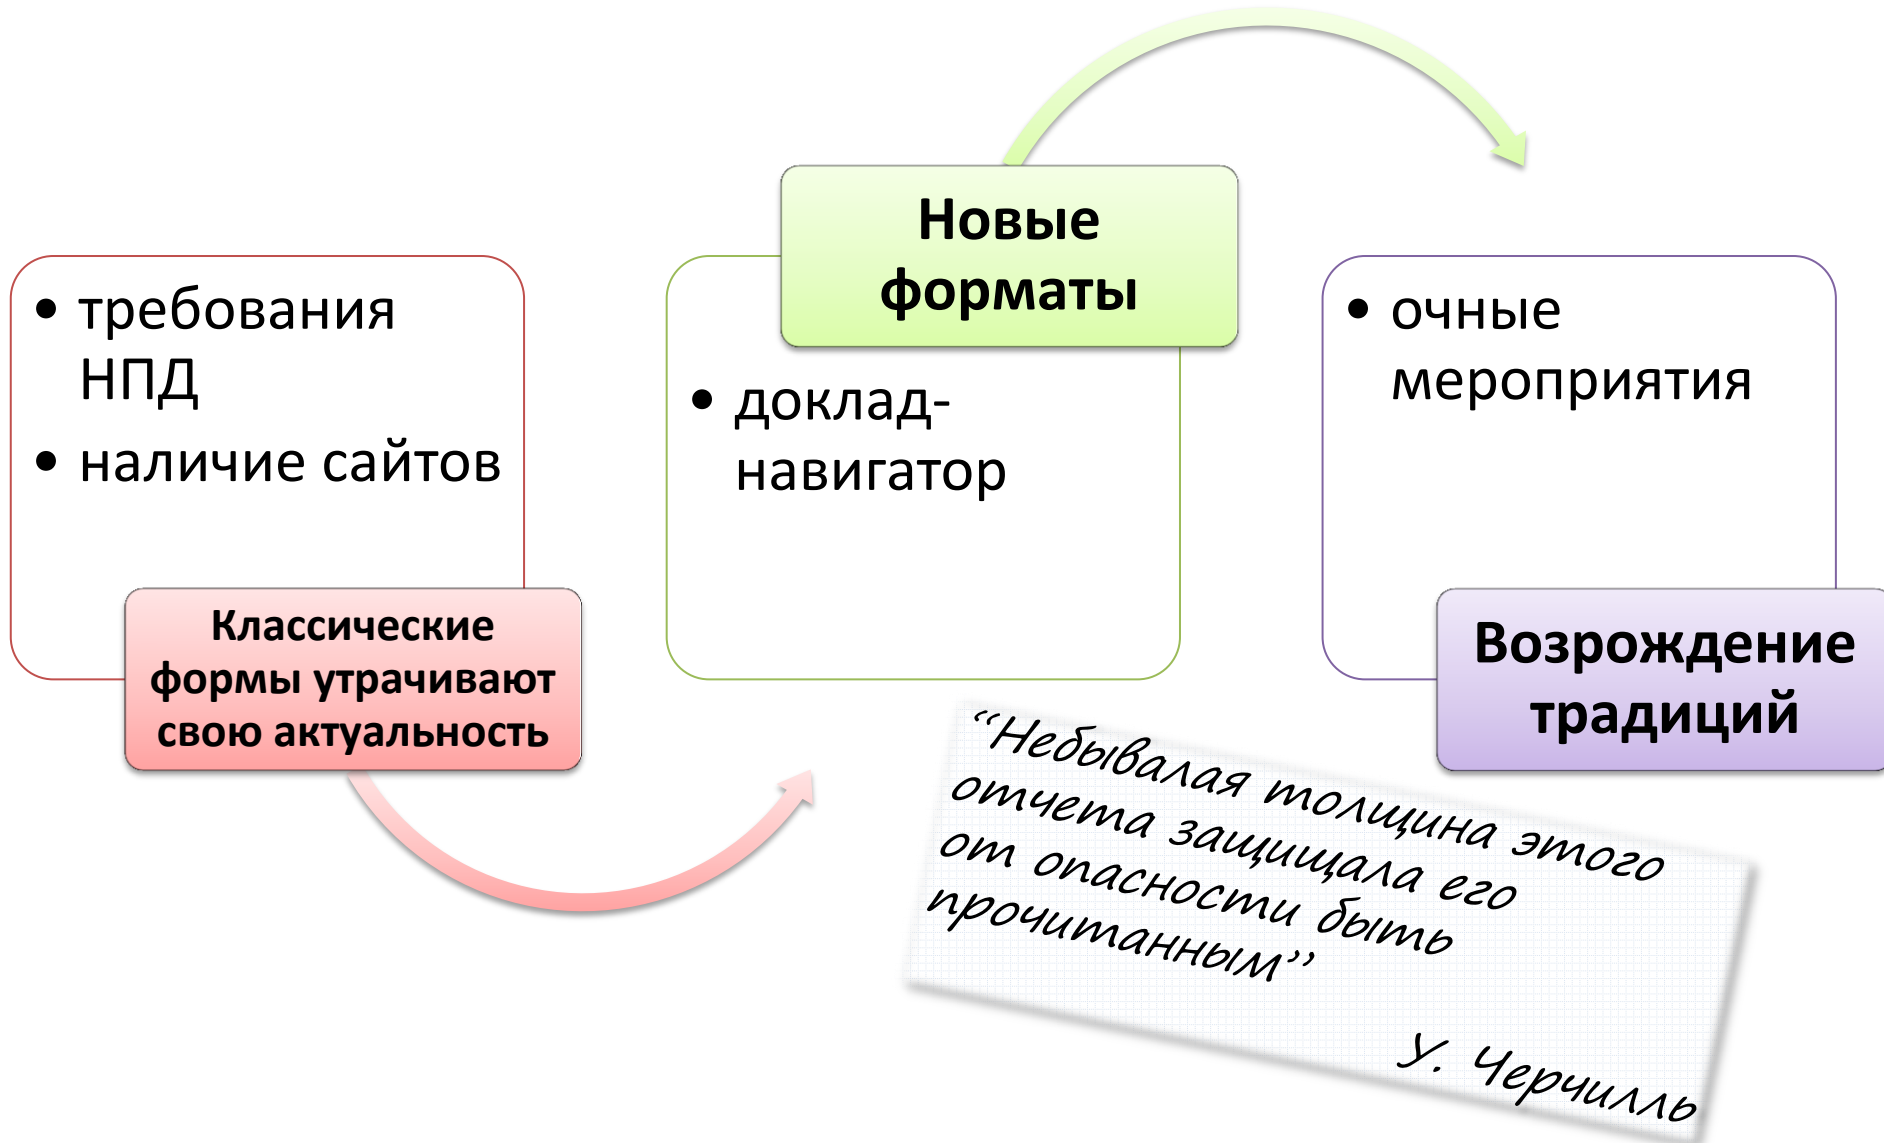 • требования
НПД
• наличие сайтов
Классические
формы утрачивают
свою актуальность
Новые
форматы
• доклад-
навигатор
• очные
мероприятия
Возрождение
традиций
“Небывалая толщина этого
отчета защищала его
от опасности быть
прочитанным”
У. Черчилль